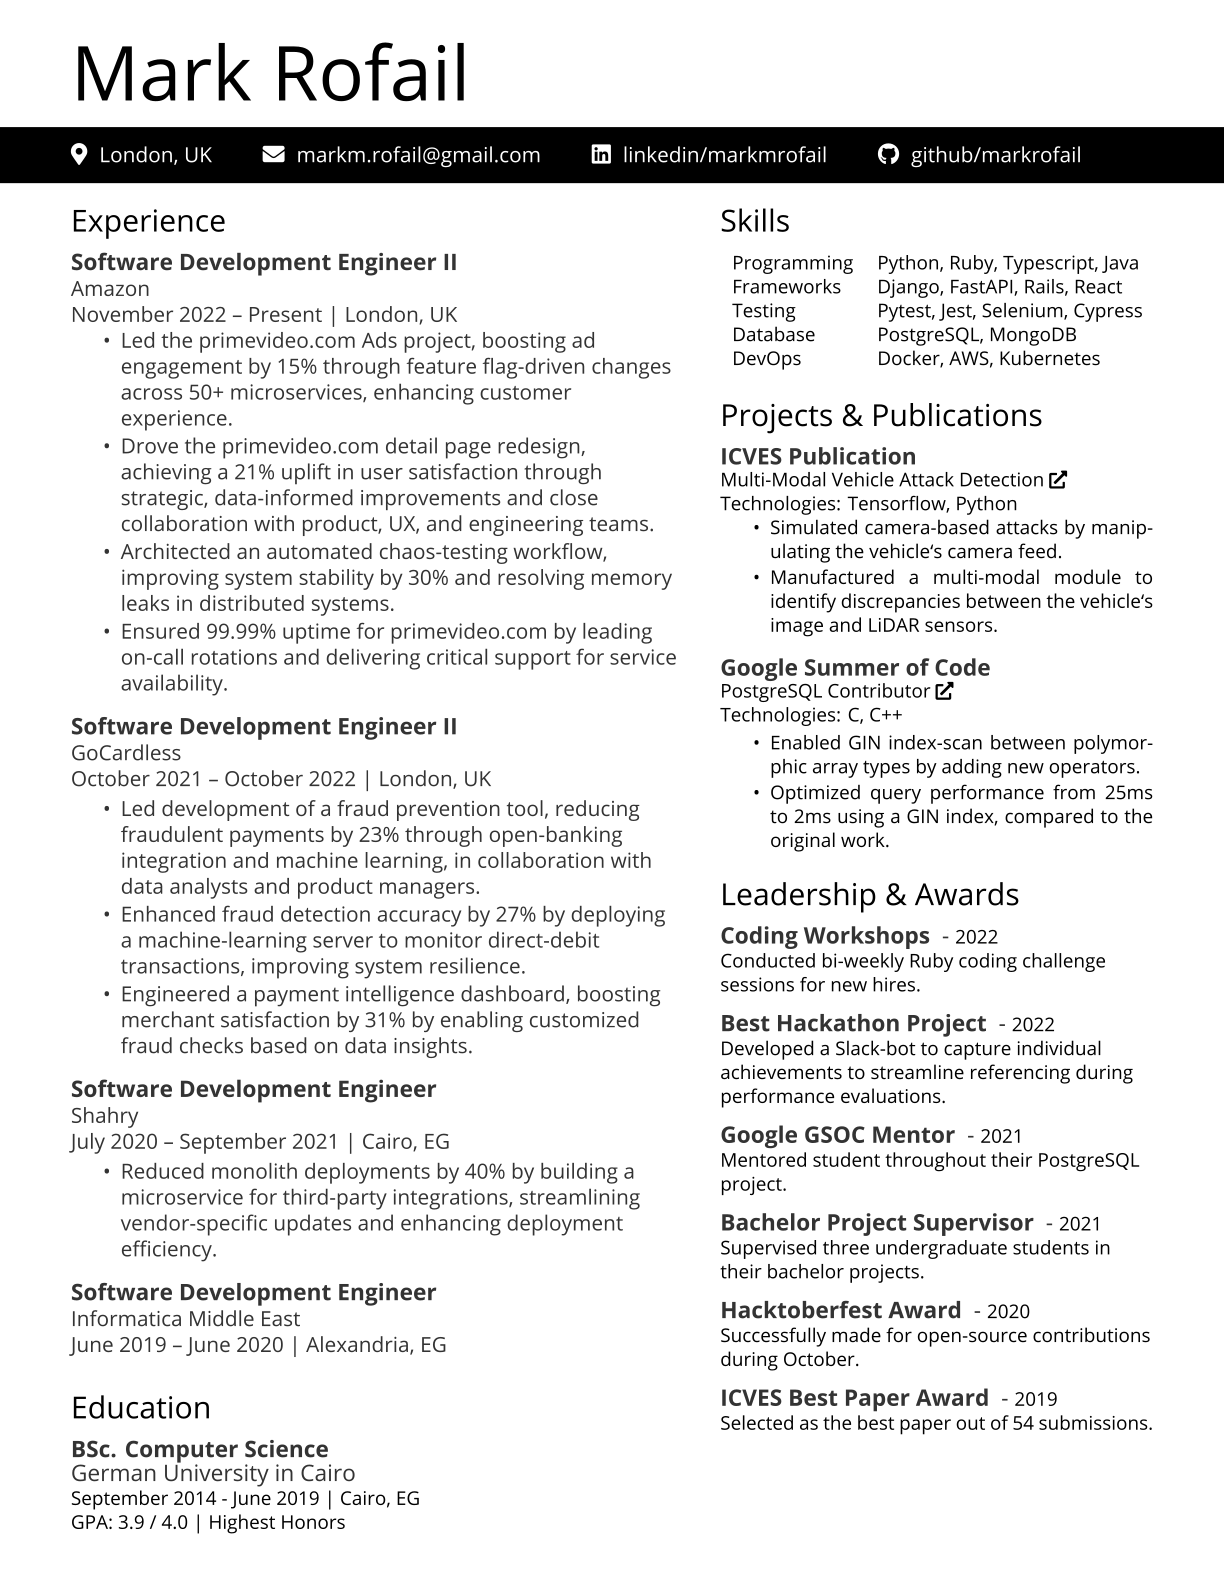 Mark Rofail
London, UK markm.rofail@gmail.com linkedin/markmrofail github/markrofail
Experience
Software Development Engineer II
Amazon
November 2022 – Present | London, UK
• Led the primevideo.com Ads project, boosting ad
engagement by 15% through feature flag-driven changes
across 50+ microservices, enhancing customer
experience.
• Drove the primevideo.com detail page redesign,
achieving a 21% uplift in user satisfaction through
strategic, data-informed improvements and close
collaboration with product, UX, and engineering teams.
• Architected an automated chaos-testing workflow,
improving system stability by 30% and resolving memory
leaks in distributed systems.
• Ensured 99.99% uptime for primevideo.com by leading
on-call rotations and delivering critical support for service
availability.
Software Development Engineer II
GoCardless
October 2021 – October 2022 | London, UK
• Led development of a fraud prevention tool, reducing
fraudulent payments by 23% through open-banking
integration and machine learning, in collaboration with
data analysts and product managers.
• Enhanced fraud detection accuracy by 27% by deploying
a machine-learning server to monitor direct-debit
transactions, improving system resilience.
• Engineered a payment intelligence dashboard, boosting
merchant satisfaction by 31% by enabling customized
fraud checks based on data insights.
Software Development Engineer
Shahry
July 2020 – September 2021 | Cairo, EG
• Reduced monolith deployments by 40% by building a
microservice for third-party integrations, streamlining
vendor-specific updates and enhancing deployment
efficiency.
Software Development Engineer
Informatica Middle East
June 2019 – June 2020 | Alexandria, EG
Education
BSc. Computer Science
German University in Cairo
September 2014 - June 2019 | Cairo, EG
GPA: 3.9 / 4.0 | Highest Honors
Skills
Programming Python, Ruby, Typescript, Java
Frameworks Django, FastAPI, Rails, React
Testing Pytest, Jest, Selenium, Cypress
Database PostgreSQL, MongoDB
DevOps Docker, AWS, Kubernetes
Projects & Publications
ICVES Publication
Multi-Modal Vehicle Attack Detection
Technologies: Tensorflow, Python
• Simulated camera-based attacks by manip-
ulating the vehicle‘s camera feed.
• Manufactured a multi-modal module to
identify discrepancies between the vehicle‘s
image and LiDAR sensors.
Google Summer of Code
PostgreSQL Contributor
Technologies: C, C++
• Enabled GIN index-scan between polymor-
phic array types by adding new operators.
• Optimized query performance from 25ms
to 2ms using a GIN index, compared to the
original work.
Leadership & Awards
Coding Workshops - 2022
Conducted bi-weekly Ruby coding challenge
sessions for new hires.
Best Hackathon Project - 2022
Developed a Slack-bot to capture individual
achievements to streamline referencing during
performance evaluations.
Google GSOC Mentor - 2021
Mentored student throughout their PostgreSQL
project.
Bachelor Project Supervisor - 2021
Supervised three undergraduate students in
their bachelor projects.
Hacktoberfest Award - 2020
Successfully made for open-source contributions
during October.
ICVES Best Paper Award - 2019
Selected as the best paper out of 54 submissions.